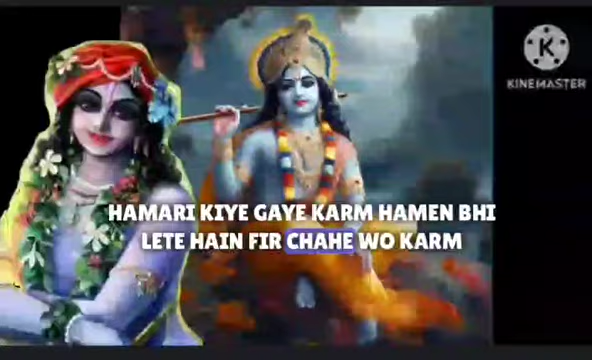 KINEMASTER
HAMARI KIYE GAYE KARM HAMEN BHI
LETE HAIN FIR CHAHE WO KARM